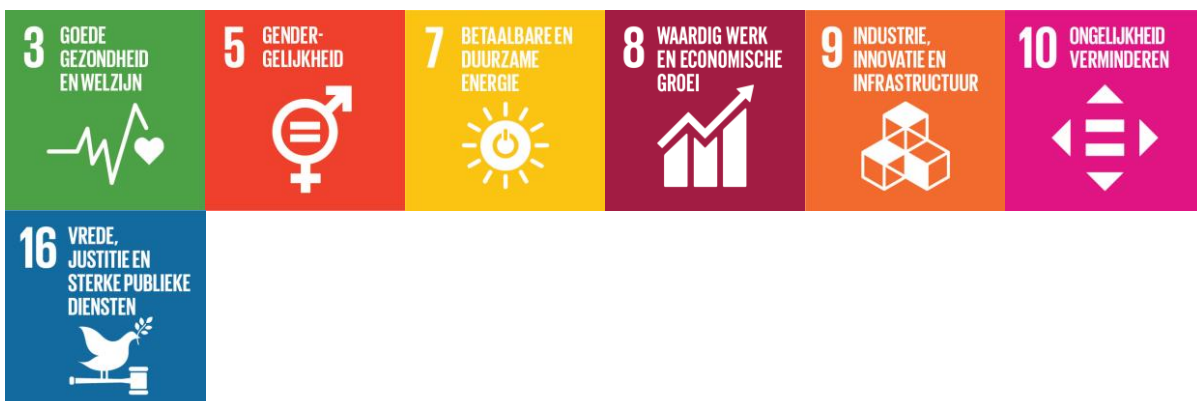 3 GOEDE
GEZONDHEID
EN WELZIJN
5 GENDER-
GELIJKHEID
7 BETAALBARE EN
DUURZAME
ENERGIE
8 WAARDIG WERK
EN ECONOMISCHE
GROEI
9 INDUSTRIE,
INNOVATIE EN
INFRASTRUCTUUR
10 ONGELIJKHEID
VERMINDEREN
16 VREDE,
JUSTITIE EN
STERKE PUBLIEKE
DIENSTEN